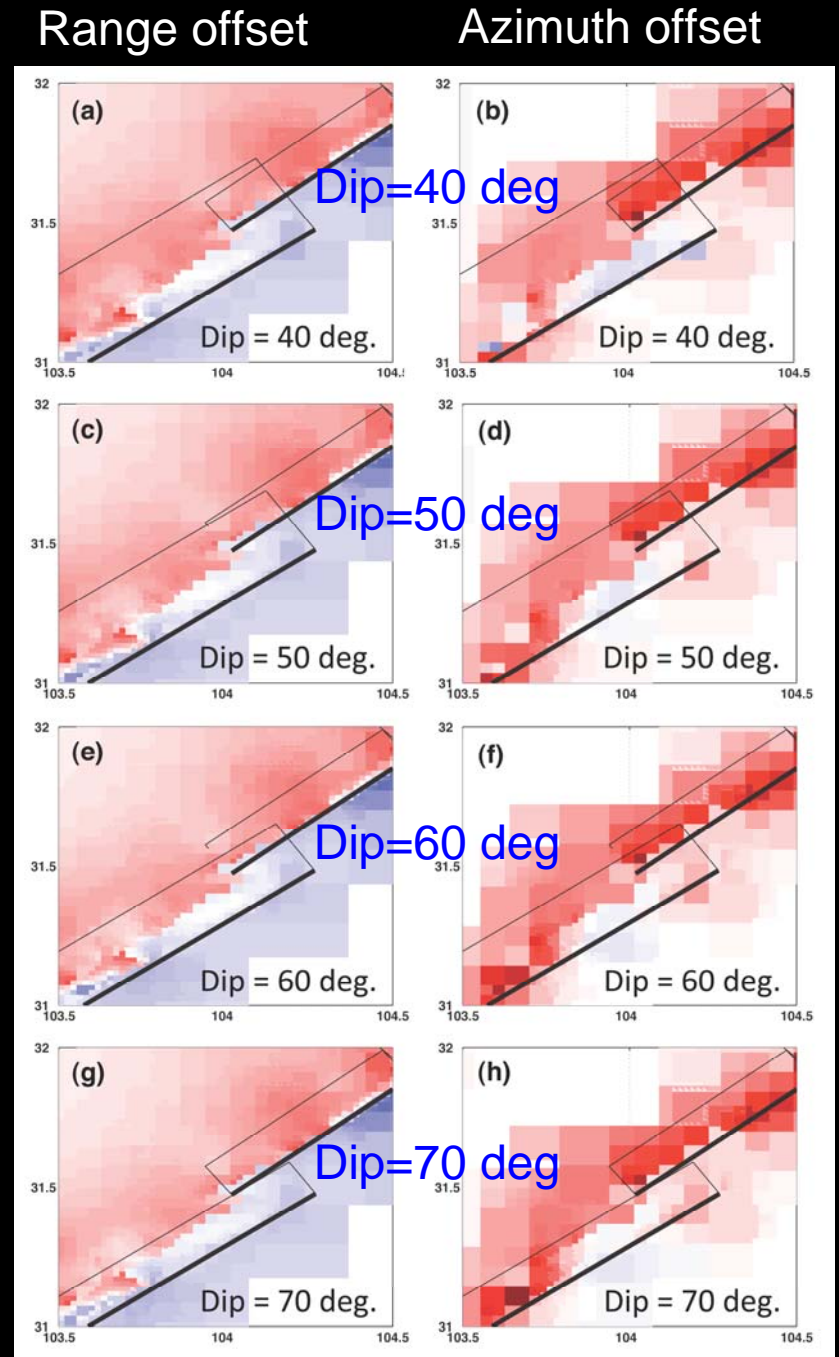 Range offset Azimuth offset
(a) (b)
32 32
31.5 31.5
31 31
103.5 104 104.5 103.5 104 104.5
Dip=40 deg
Dip = 40 deg. Dip = 40 deg.
(c) (d)
32 32
31.5 31.5
31 31
103.5 104 104.5 103.5 104 104.5
Dip=50 deg
Dip = 50 deg. Dip = 50 deg.
(e) (f)
32 32
31.5 31.5
31 31
103.5 104 104.5 103.5 104 104.5
Dip=60 deg
Dip = 60 deg. Dip = 60 deg.
(g) (h)
32 32
31.5 31.5
31 31
103.5 104 104.5 103.5 104 104.5
Dip=70 deg
Dip = 70 deg. Dip = 70 deg.